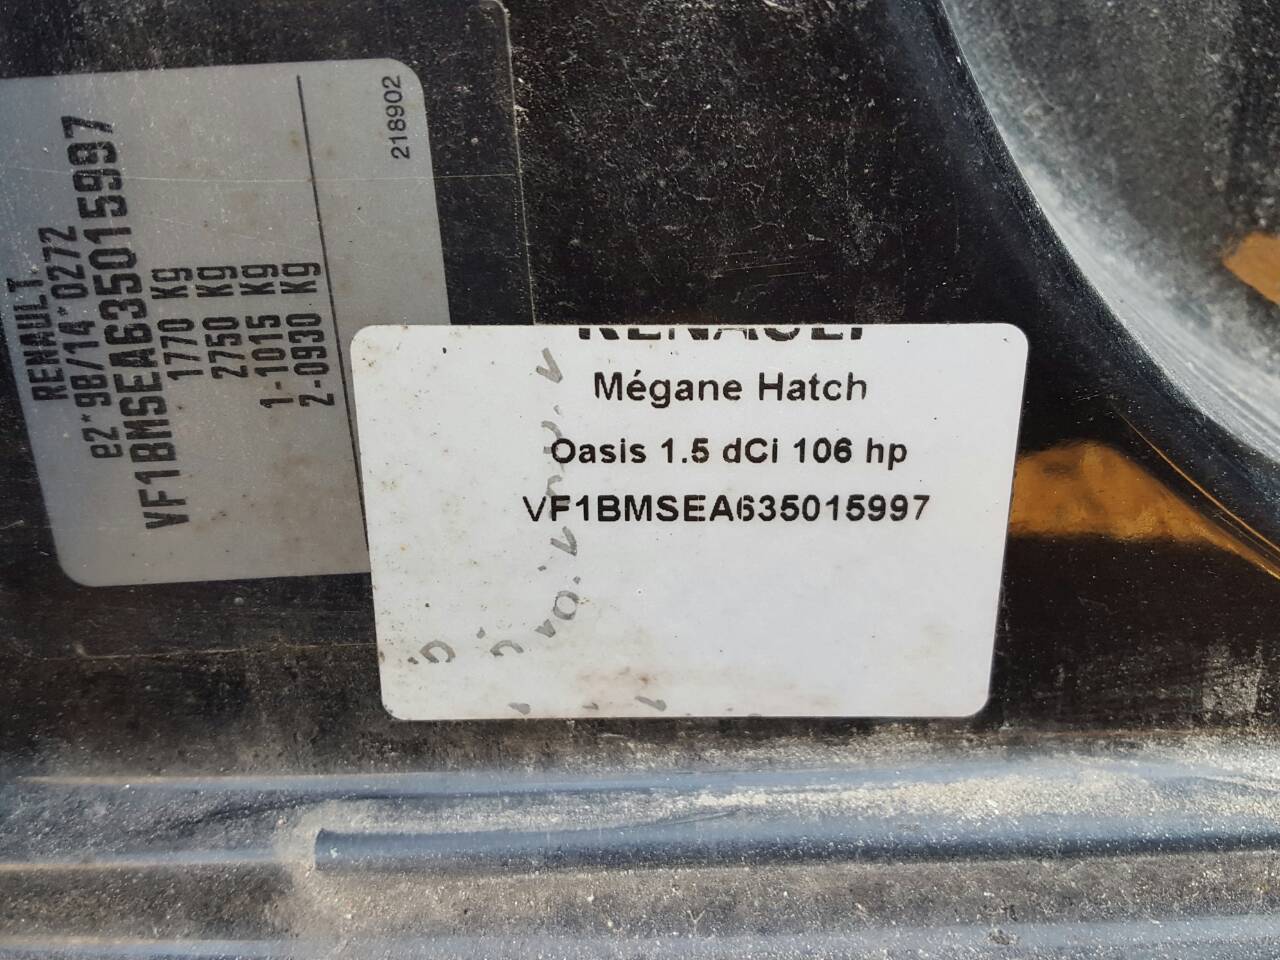 RENAULT
e2*98/14*0272
VF1BMSEA635015997
1770 Kg
2750 Kg
1-1015 Kg
2-0930 Kg
218902
RENAULT
Mégane Hatch
Oasis 1.5 dCi 106 hp
VF1BMSEA635015997